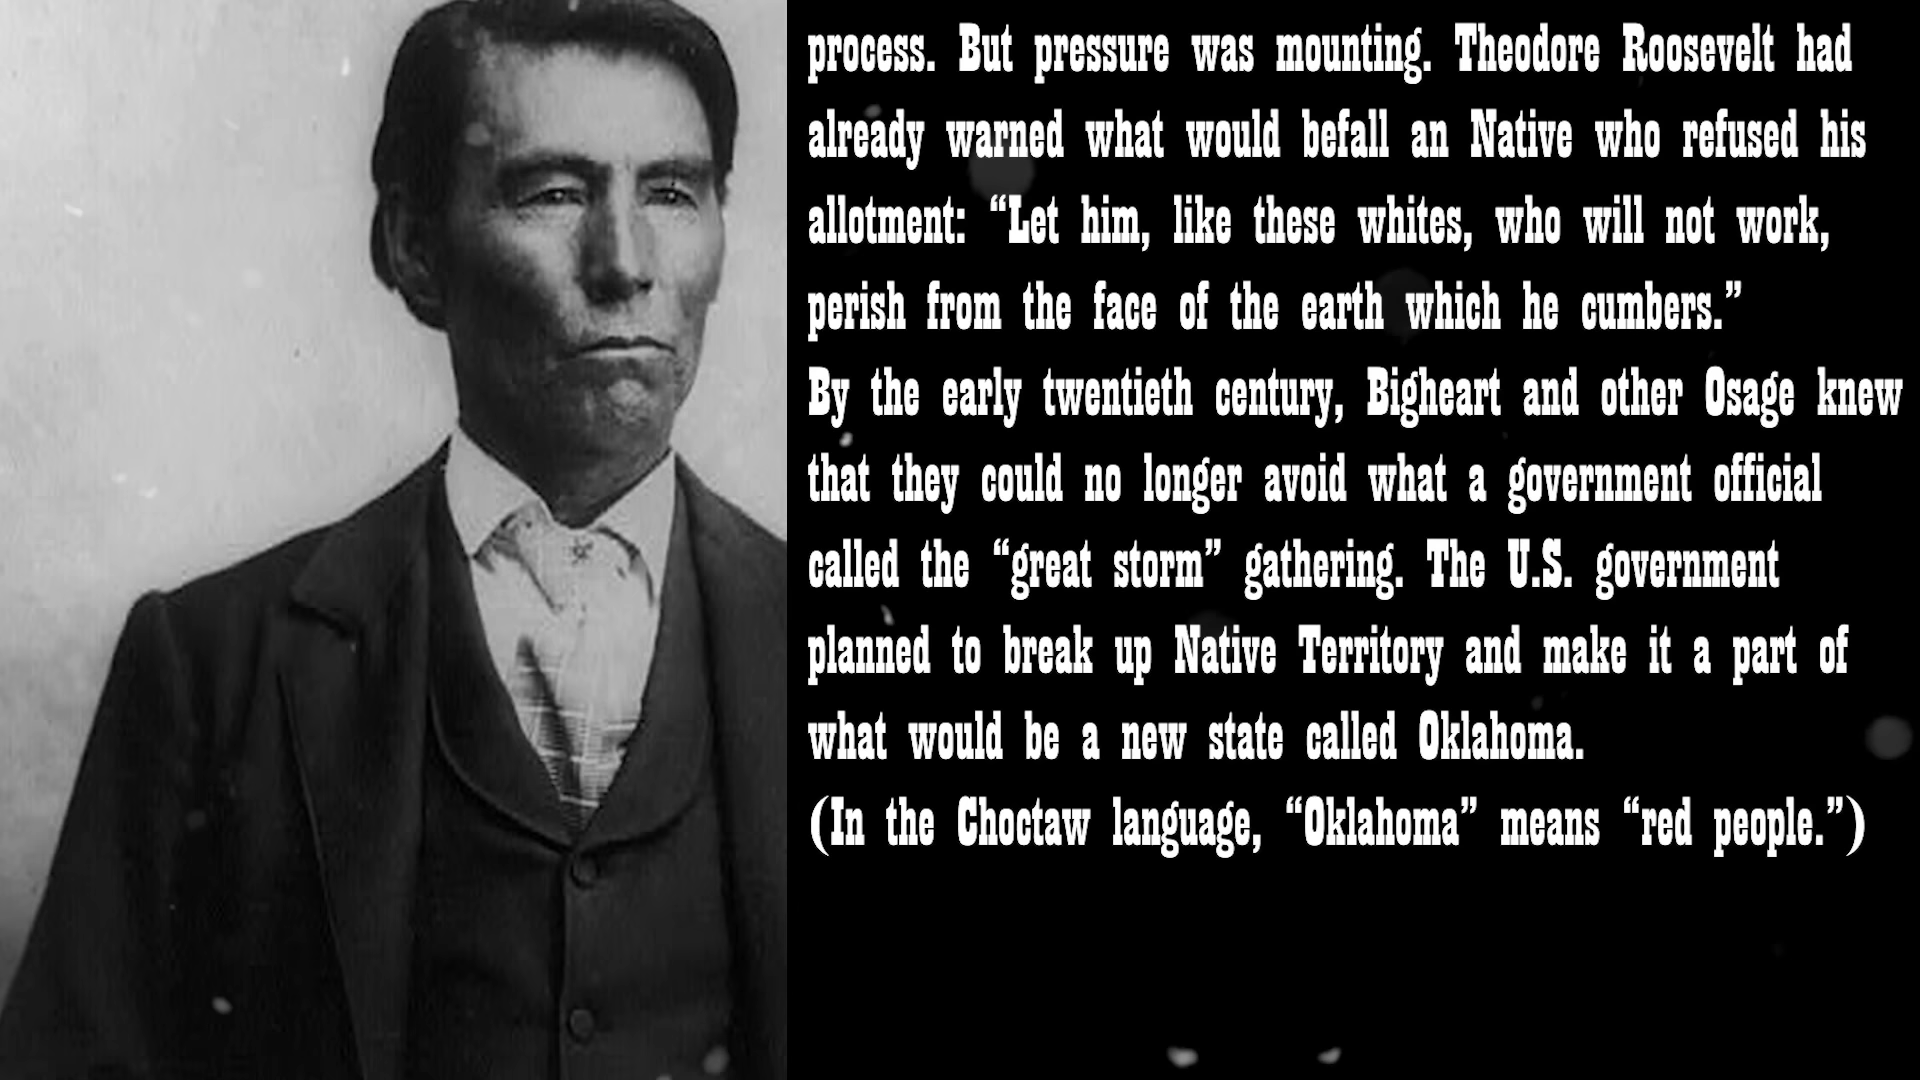 process. But pressure was mounting. Theodore Roosevelt had
already warned what would befall an Native who refused his
allotment: “Let him, like these whites, who will not work,
perish from the face of the earth which he cumbers.”
By the early twentieth century, Bigheart and other Osage knew
that they could no longer avoid what a government official
called the “great storm” gathering. The U.S. government
planned to break up Native Territory and make it a part of
what would be a new state called Oklahoma.
(In the Choctaw language, “Oklahoma” means “red people.”)